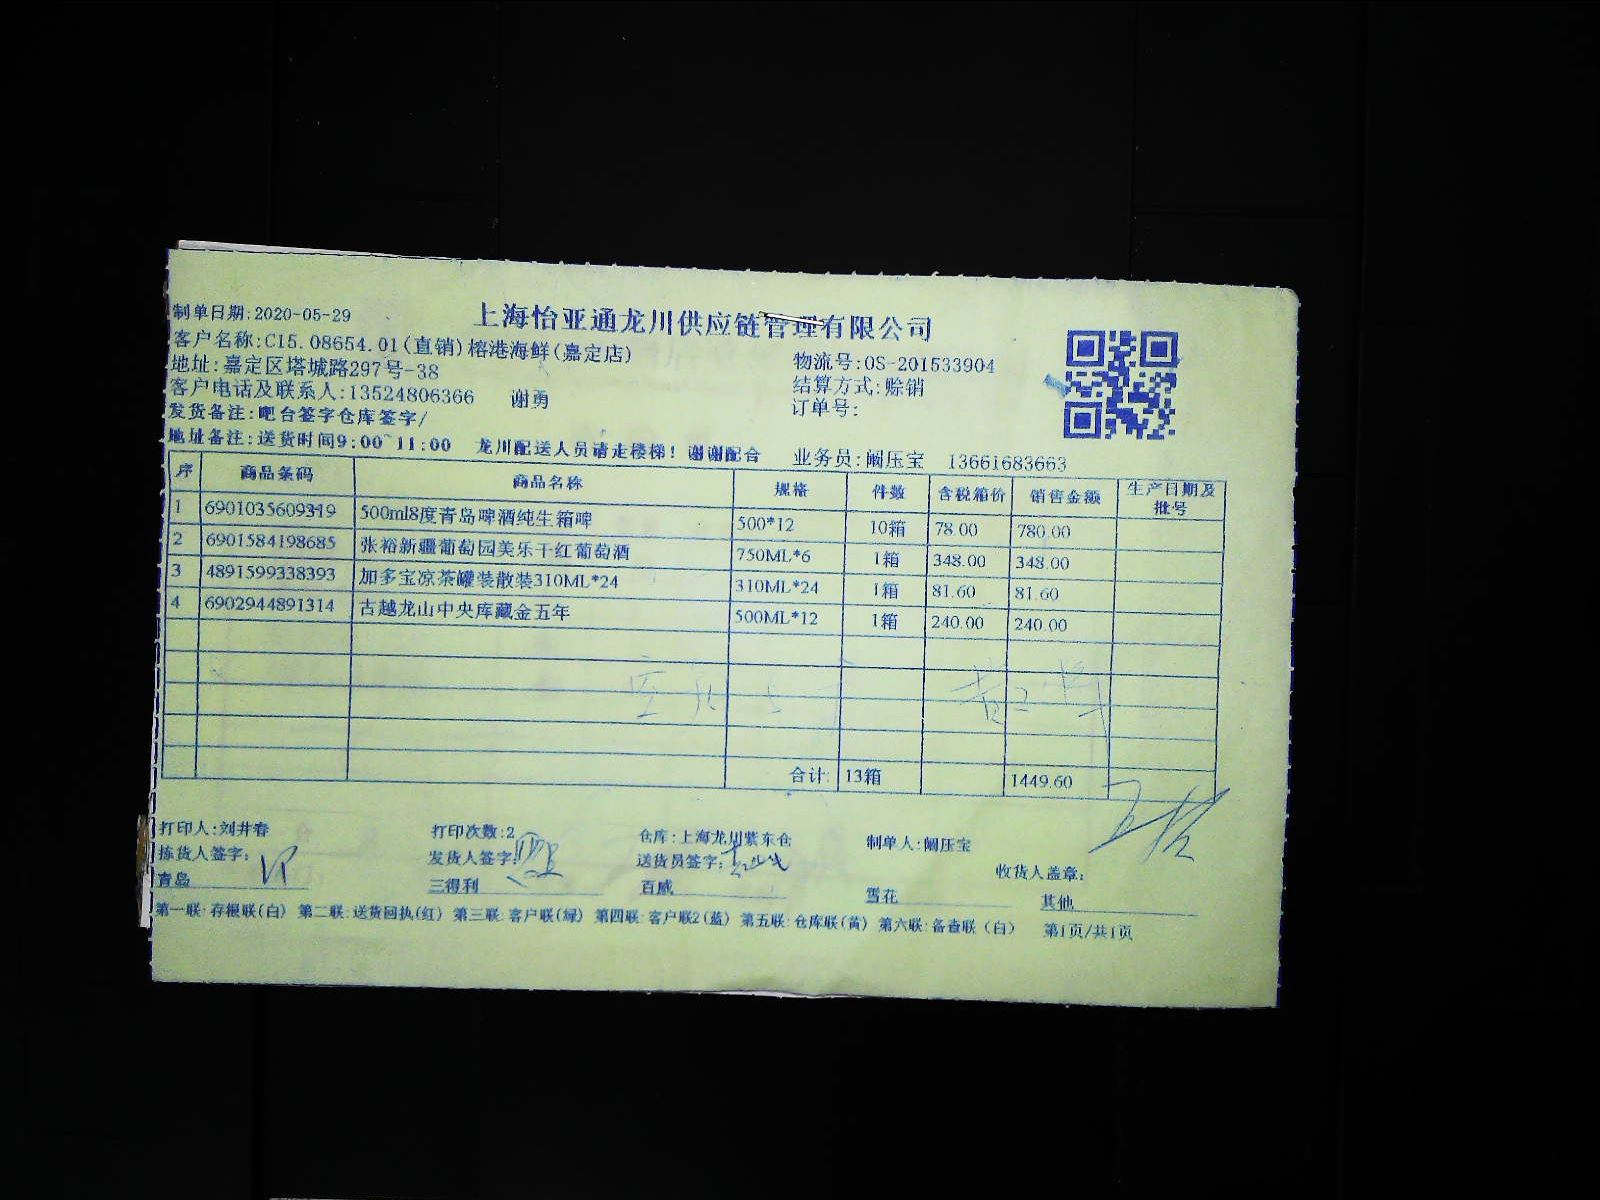 上海怡亚通龙川供应链管理有限公司
制单日期:2020-05-29
客户名称:CI5.08654.01(直销)榕港海鲜(嘉定店)
物流号:OS-201533904
地址:嘉定区塔城路297号-38
结算方式:赊销
客户电话及联系人:13524806366 谢勇
订单号:
发货备注:吧台签字仓库签字/
地址备注:送货时间9:00~11:00 龙川配送人员请走楼梯!谢谢配合 业务员:阚压宝 13661683663
序 商品条码 商品名称 规格 件数 含税箱价 销售金额 生产日期及批号
1 6901035609319 500ml8度青岛啤酒纯生箱啤 500*12 10箱 78.00 780.00
2 6901584198685 张裕新疆葡萄园美乐干红葡萄酒 750ML*6 1箱 348.00 348.00
3 4891599338393 加多宝凉茶罐装散装310ML*24 310ML*24 1箱 81.60 81.60
4 6902944891314 古越龙山中央库藏金五年 500ML*12 1箱 240.00 240.00
合计: 13箱 1449.60
打印人:刘井春 打印次数:2 仓库:上海龙川紫东仓 制单人:阚压宝
拣货人签字: 发货人签字: 送货员签字: 收货人盖章:
青岛 三得利 百威 雪花 其他
第一联:存根联(白) 第二联:送货回执(红) 第三联:客户联(绿) 第四联:客户联2(蓝) 第五联:仓库联(黄) 第六联:备查联(白) 第1页/共1页